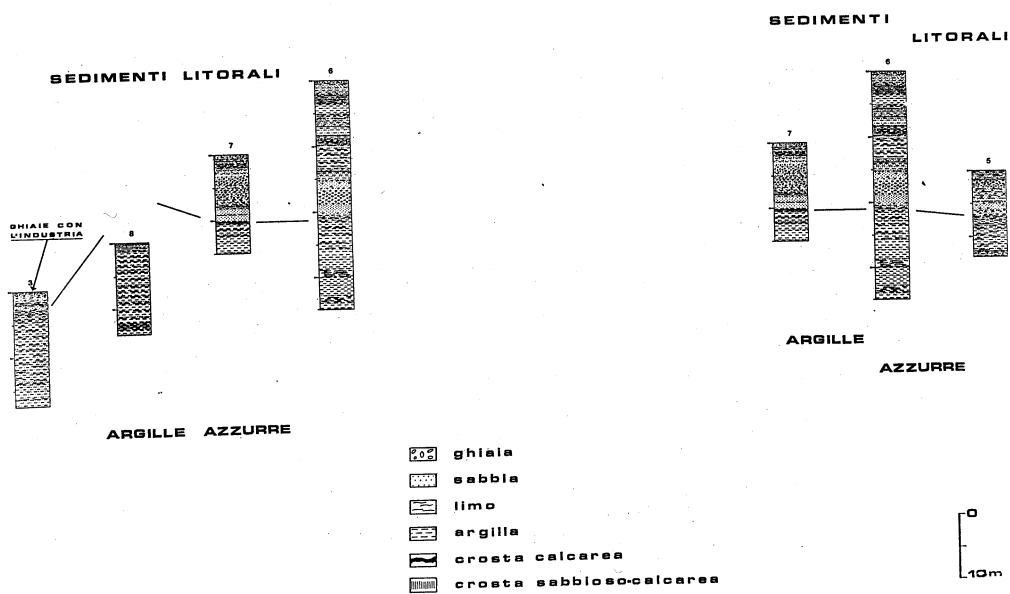 SEDIMENTI LITORALI
6
7
GHIAIE CON
L'INDUSTRIA
8
3
ARGILLE AZZURRE
SEDIMENTI
LITORALI
6
7
5
ARGILLE
AZZURRE
ghiaia
sabbia
limo
argilla
crosta calcarea
crosta sabbioso-calcarea
0
10m